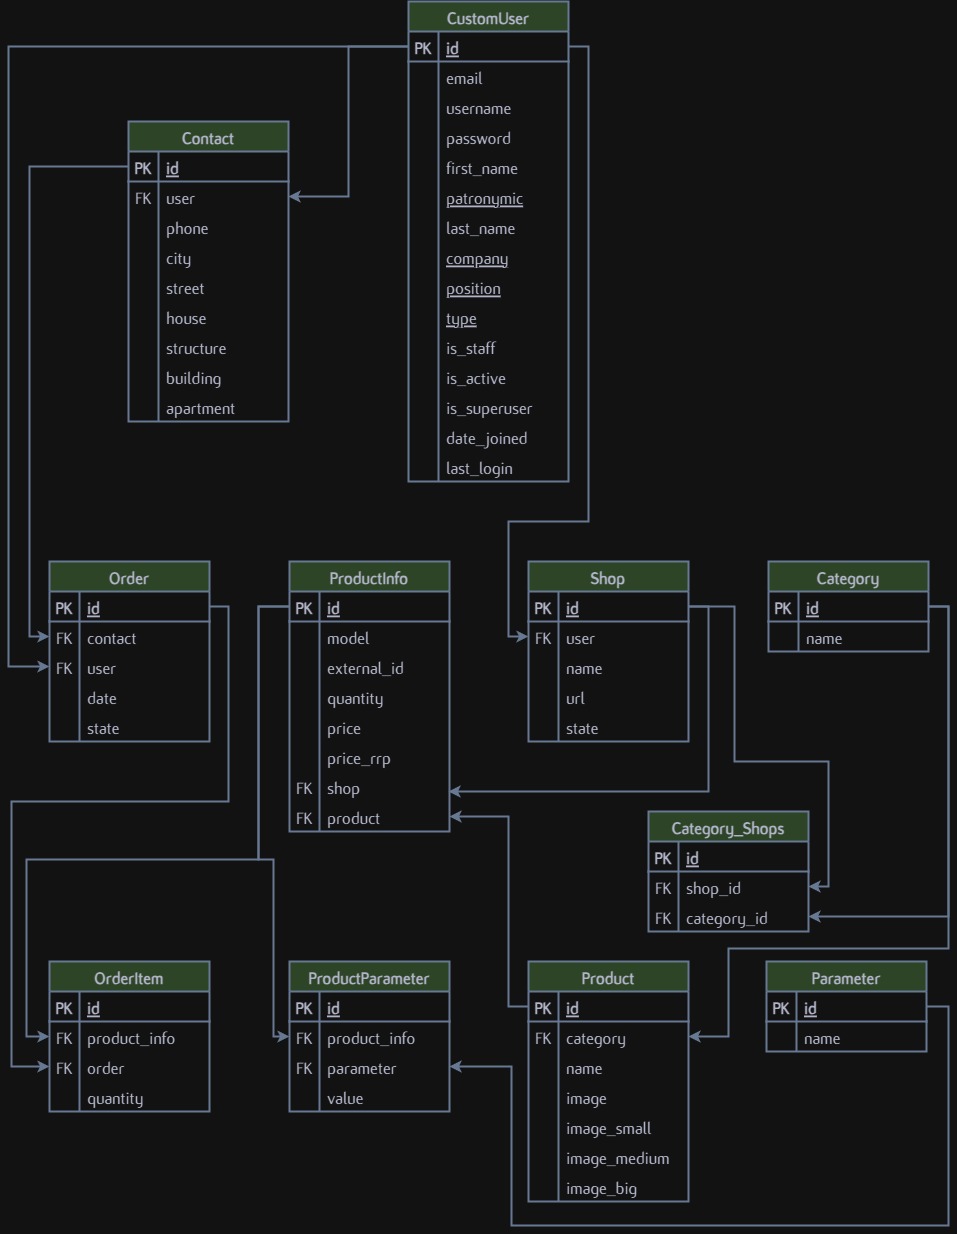 CustomUser
PK id
email
username
password
first_name
patronymic
last_name
company
position
type
is_staff
is_active
is_superuser
date_joined
last_login
Contact
PK id
FK user
phone
city
street
house
structure
building
apartment
Order
PK id
FK contact
FK user
date
state
ProductInfo
PK id
model
external_id
quantity
price
price_rrp
FK shop
FK product
Shop
PK id
FK user
name
url
state
Category
PK id
name
Category_Shops
PK id
FK shop_id
FK category_id
OrderItem
PK id
FK product_info
FK order
quantity
ProductParameter
PK id
FK product_info
FK parameter
value
Product
PK id
FK category
name
image
image_small
image_medium
image_big
Parameter
PK id
name